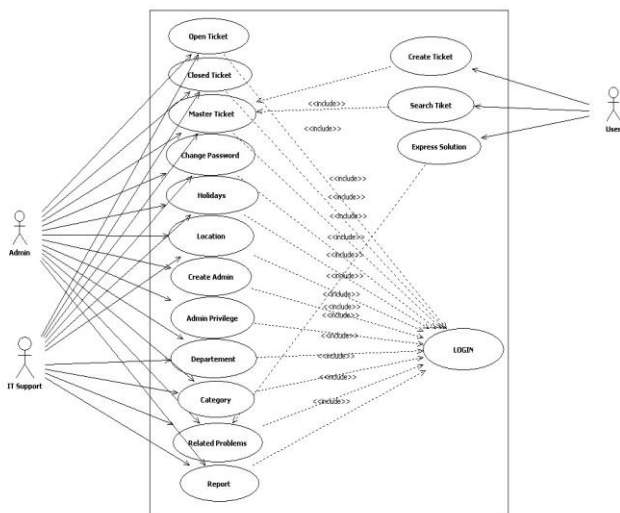 Open Ticket
Closed Ticket
Master Ticket
Change Password
Holidays
Location
Create Admin
Admin Privilege
Departement
Category
Related Problems
Report
Create Ticket
Search Tiket
Express Solution
LOGIN
Admin
IT Support
User
<<include>>
<<include>>
<<include>>
<<include>>
<<include>>
<<include>>
<<include>>
<<include>>
<<include>>
<<include>>
<<include>>
<<include>>
<<include>>